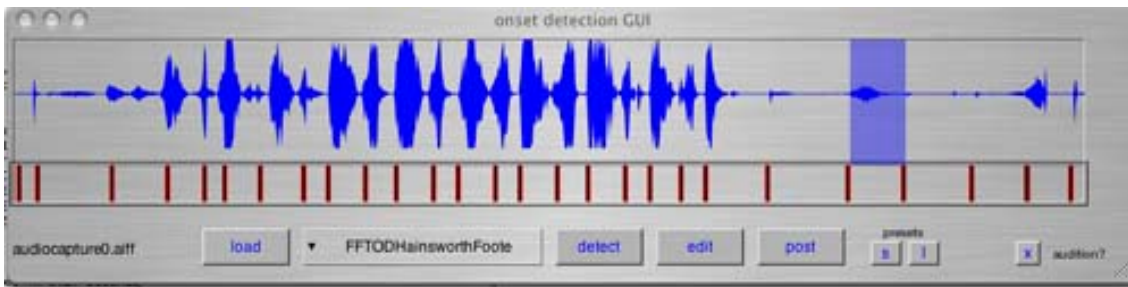 onset detection GUI
presets
audiocapture0.aiff load FFTODHainsworthFoote detect edit post s l x audition?